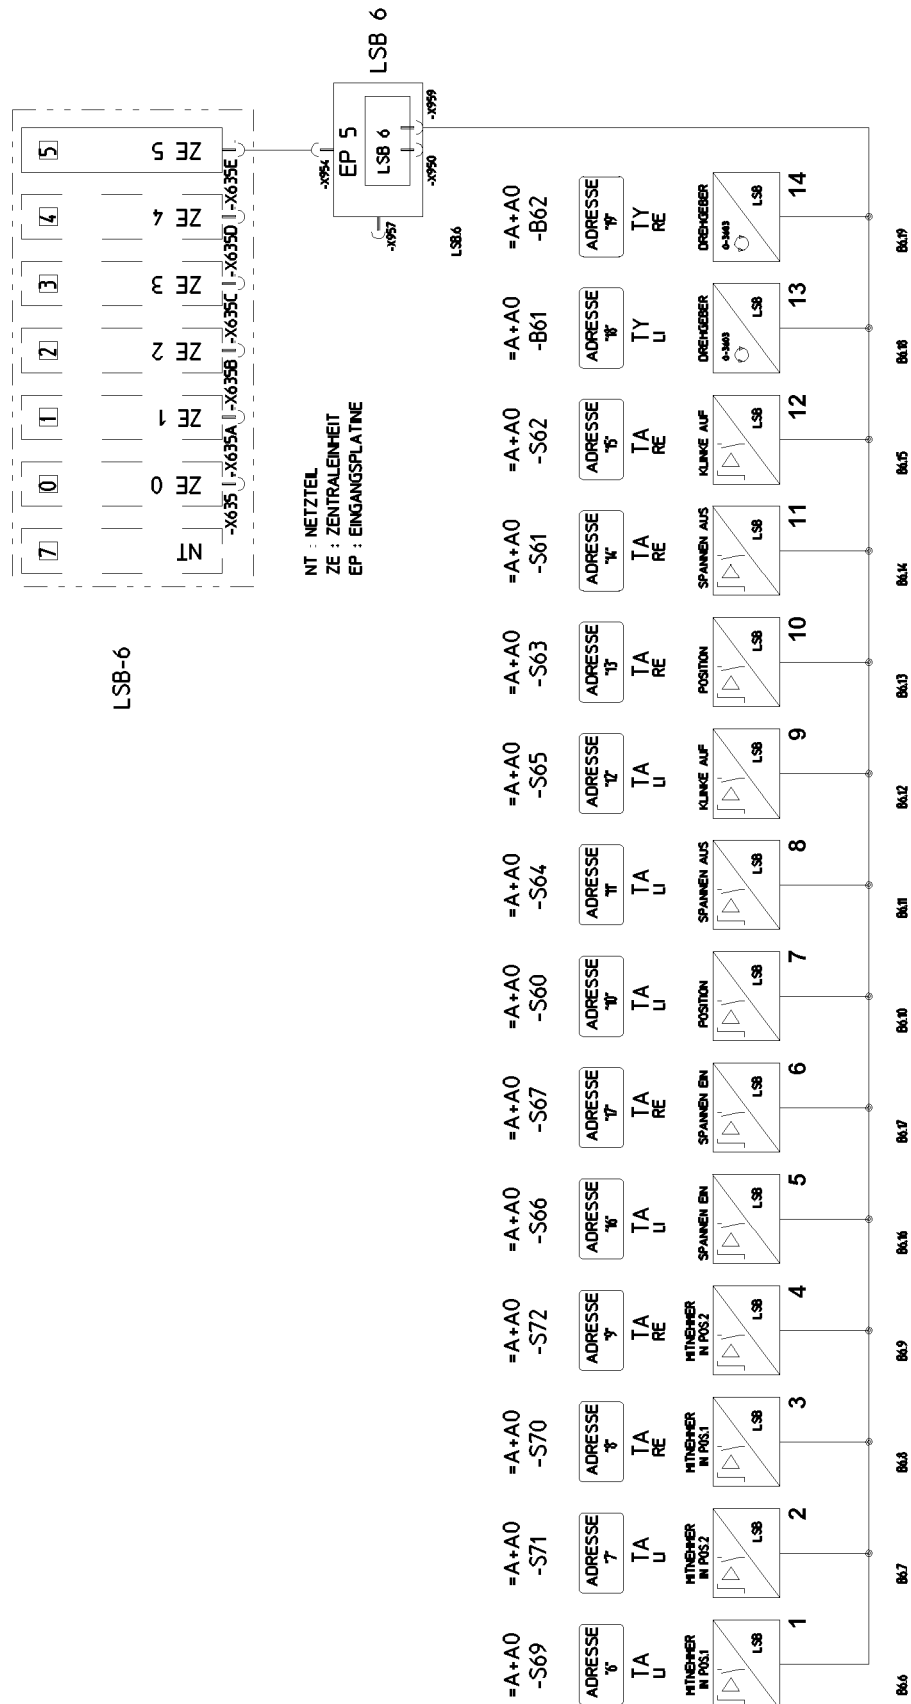 LSB 6
5
ZE 5
-X635E
4
ZE 4
-X635D
3
ZE 3
-X635C
2
ZE 2
-X635B
1
ZE 1
-X635A
0
ZE 0
-X635
7
NT
LSB-6
-X954
EP 5
LSB 6
-X959
-X950
-X957
LSB.6
NT : NETZTEIL
ZE : ZENTRALEINHEIT
EP : EINGANGSPLATINE
=A+A0
-S69
ADRESSE
"6"
TA
LI
MITNEHMER
IN POS.1
LSB
1
B6.6
=A+A0
-S71
ADRESSE
"7"
TA
LI
MITNEHMER
IN POS.2
LSB
2
B6.7
=A+A0
-S70
ADRESSE
"8"
TA
RE
MITNEHMER
IN POS.1
LSB
3
B6.8
=A+A0
-S72
ADRESSE
"9"
TA
RE
MITNEHMER
IN POS.2
LSB
4
B6.9
=A+A0
-S66
ADRESSE
"16"
TA
LI
SPANNEN EIN
LSB
5
B6.16
=A+A0
-S67
ADRESSE
"17"
TA
RE
SPANNEN EIN
LSB
6
B6.17
=A+A0
-S60
ADRESSE
"10"
TA
LI
POSITION
LSB
7
B6.10
=A+A0
-S64
ADRESSE
"11"
TA
LI
SPANNEN AUS
LSB
8
B6.11
=A+A0
-S65
ADRESSE
"12"
TA
LI
KLINKE AUF
LSB
9
B6.12
=A+A0
-S63
ADRESSE
"13"
TA
RE
POSITION
LSB
10
B6.13
=A+A0
-S61
ADRESSE
"14"
TA
RE
SPANNEN AUS
LSB
11
B6.14
=A+A0
-S62
ADRESSE
"15"
TA
RE
KLINKE AUF
LSB
12
B6.15
=A+A0
-B61
ADRESSE
"18"
TY
LI
DREHGEBER
0-3603
LSB
13
B6.18
=A+A0
-B62
ADRESSE
"19"
TY
RE
DREHGEBER
0-3603
LSB
14
B6.19